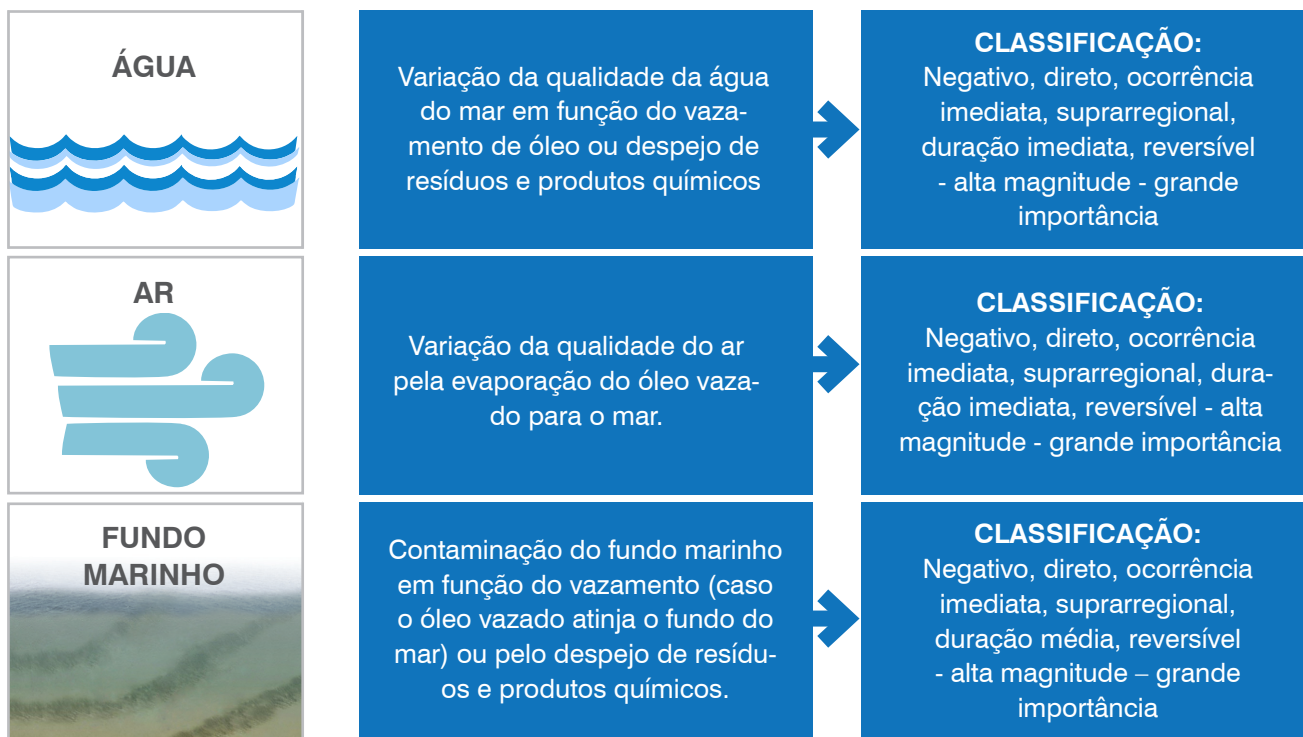 ÁGUA
Variação da qualidade da água
do mar em função do vaza-
mento de óleo ou despejo de
resíduos e produtos químicos
CLASSIFICAÇÃO:
Negativo, direto, ocorrência
imediata, suprarregional,
duração imediata, reversível
- alta magnitude - grande
importância
AR
Variação da qualidade do ar
pela evaporação do óleo vaza-
do para o mar.
CLASSIFICAÇÃO:
Negativo, direto, ocorrência
imediata, suprarregional, dura-
ção imediata, reversível - alta
magnitude - grande importância
FUNDO
MARINHO
Contaminação do fundo marinho
em função do vazamento (caso
o óleo vazado atinja o fundo do
mar) ou pelo despejo de resídu-
os e produtos químicos.
CLASSIFICAÇÃO:
Negativo, direto, ocorrência
imediata, suprarregional,
duração média, reversível
- alta magnitude – grande
importância